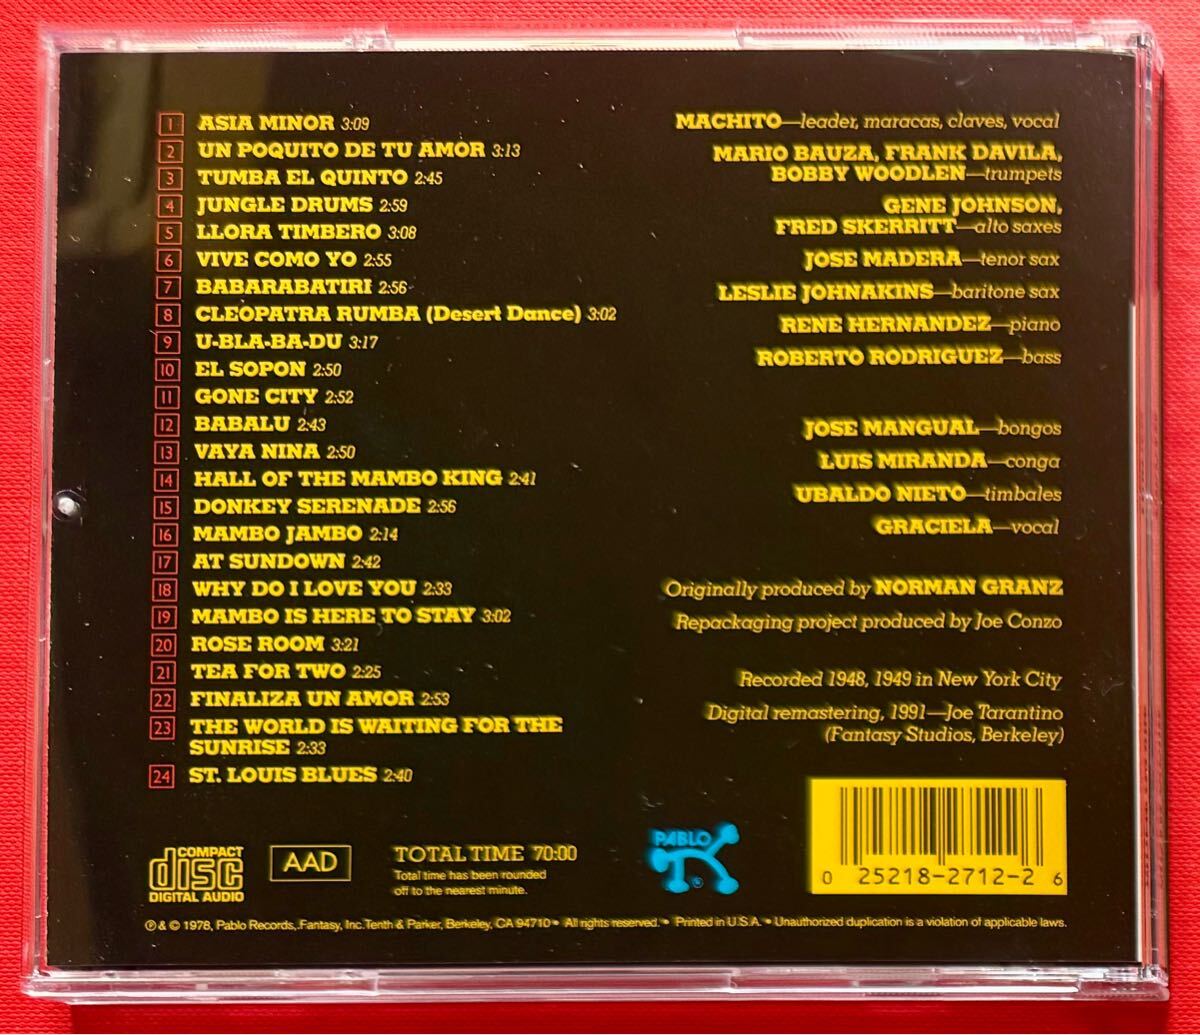 1 ASIA MINOR 3:09
2 UN POQUITO DE TU AMOR 3:13
3 TUMBA EL QUINTO 2:45
4 JUNGLE DRUMS 2:59
5 LLORA TIMBERO 3:08
6 VIVE COMO YO 2:55
7 BABARABATIRI 2:56
8 CLEOPATRA RUMBA (Desert Dance) 3:02
9 U-BLA-BA-DU 3:17
10 EL SOPON 2:50
11 GONE CITY 2:52
12 BABALU 2:43
13 VAYA NINA 2:50
14 HALL OF THE MAMBO KING 2:41
15 DONKEY SERENADE 2:56
16 MAMBO JAMBO 2:14
17 AT SUNDOWN 2:42
18 WHY DO I LOVE YOU 2:33
19 MAMBO IS HERE TO STAY 3:02
20 ROSE ROOM 3:21
21 TEA FOR TWO 2:25
22 FINALIZA UN AMOR 2:53
23 THE WORLD IS WAITING FOR THE
SUNRISE 2:33
24 ST. LOUIS BLUES 2:40
MACHITO—leader, maracas, claves, vocal
MARIO BAUZA, FRANK DAVILA,
BOBBY WOODLEN—trumpets
GENE JOHNSON,
FRED SKERRITT—alto saxes
JOSE MADERA—tenor sax
LESLIE JOHNAKINS—baritone sax
RENE HERNANDEZ—piano
ROBERTO RODRIGUEZ—bass
JOSE MANGUAL—bongos
LUIS MIRANDA—conga
UBALDO NIETO—timbales
GRACIELA—vocal
Originally produced by NORMAN GRANZ
Repackaging project produced by Joe Conzo
Recorded 1948, 1949 in New York City
Digital remastering, 1991—Joe Tarantino
(Fantasy Studios, Berkeley)
COMPACT
disc
DIGITAL AUDIO
AAD
TOTAL TIME 70:00
Total time has been rounded
off to the nearest minute.
PABLO
®
0 25218-2712-2 6
℗ & © 1978, Pablo Records, Fantasy, Inc. Tenth & Parker, Berkeley, CA 94710 • All rights reserved. • Printed in U.S.A. • Unauthorized duplication is a violation of applicable laws.